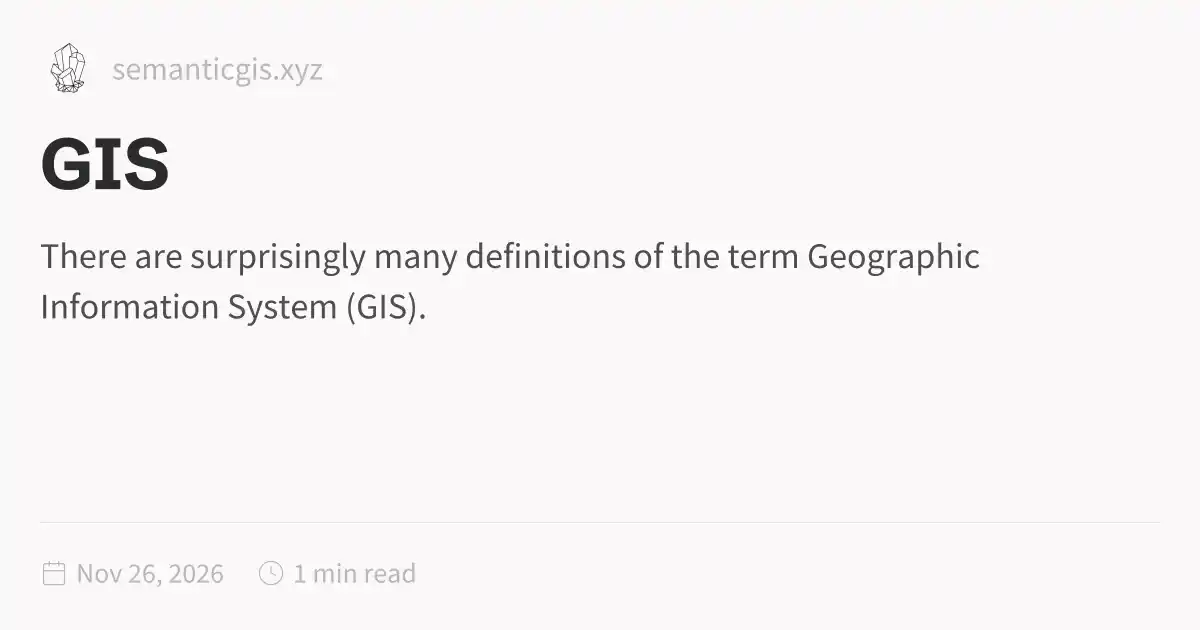 semanticgis.xyz
GIS
There are surprisingly many definitions of the term Geographic
Information System (GIS).
Nov 26, 2026 1 min read